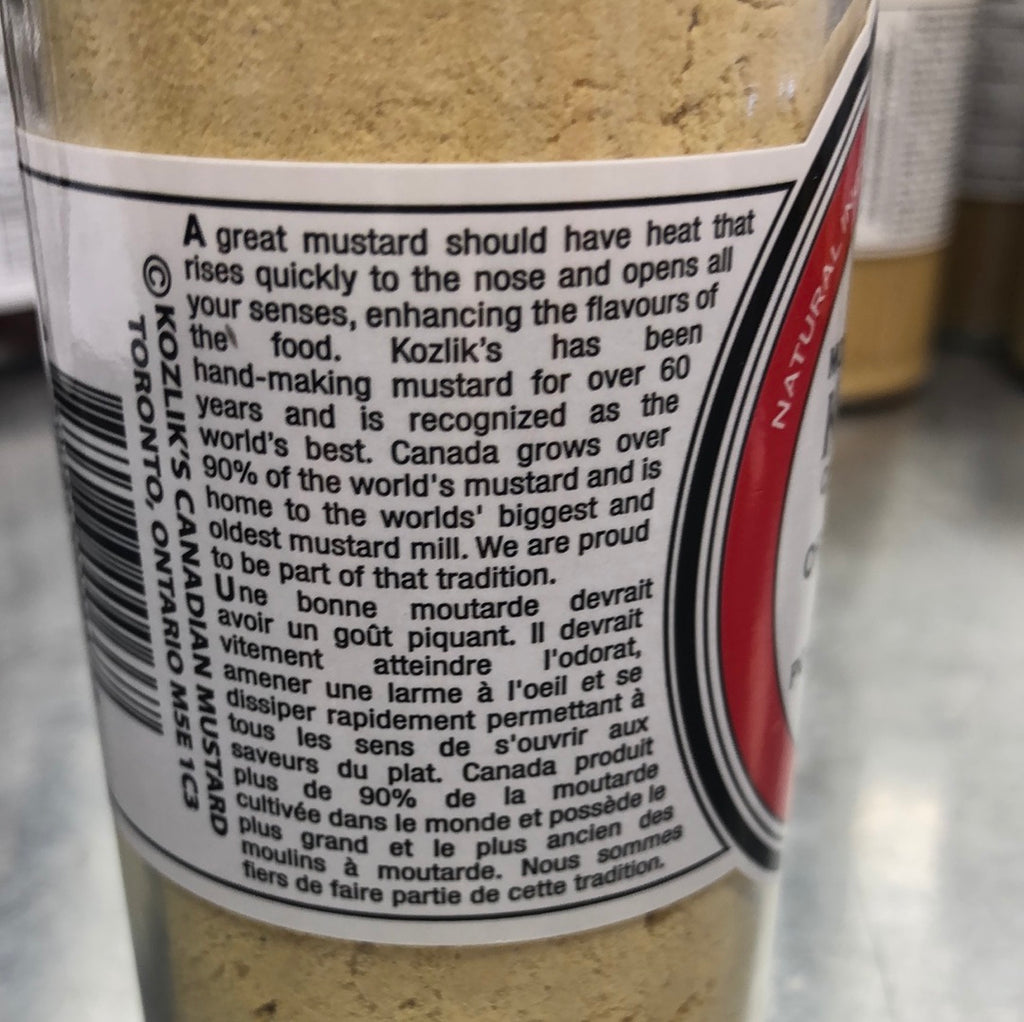 A great mustard should have heat that
rises quickly to the nose and opens all
your senses, enhancing the flavours of
the food. Kozlik's has been
hand-making mustard for over 60
years and is recognized as the
world's best. Canada grows over
90% of the world's mustard and is
home to the worlds' biggest and
oldest mustard mill. We are proud
to be part of that tradition.
Une bonne moutarde devrait
avoir un goût piquant. Il devrait
vitement atteindre l'odorat,
amener une larme à l'oeil et se
dissiper rapidement permettant à
tous les sens de s'ouvrir aux
saveurs du plat. Canada produit
plus de 90% de la moutarde
cultivée dans le monde et possède le
plus grand et le plus ancien des
moulins à moutarde. Nous sommes
fiers de faire partie de cette tradition.
© KOZLIK'S CANADIAN MUSTARD
TORONTO, ONTARIO M5E 1C3
NATURAL